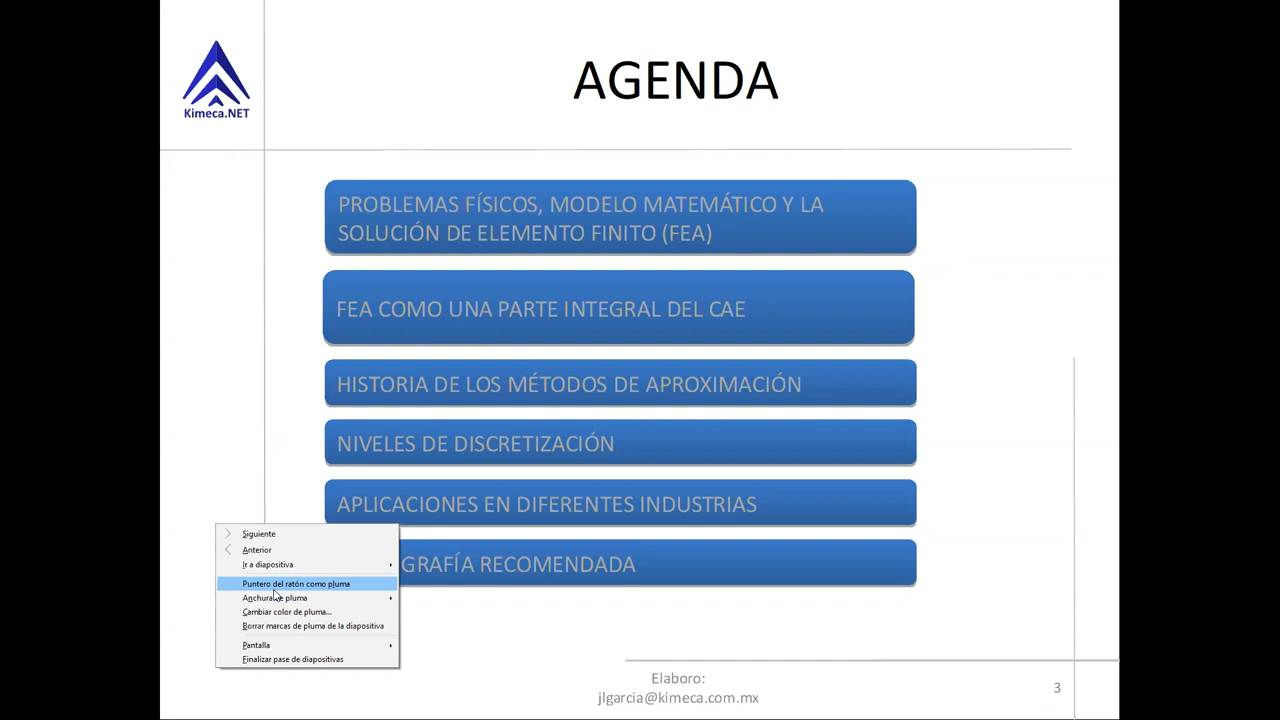 Kimeca.NET
AGENDA
PROBLEMAS FÍSICOS, MODELO MATEMÁTICO Y LA
SOLUCIÓN DE ELEMENTO FINITO (FEA)
FEA COMO UNA PARTE INTEGRAL DEL CAE
HISTORIA DE LOS MÉTODOS DE APROXIMACIÓN
NIVELES DE DISCRETIZACIÓN
APLICACIONES EN DIFERENTES INDUSTRIAS
GRAFÍA RECOMENDADA
Siguiente
Anterior
Ir a diapositiva
Puntero del ratón como pluma
Anchura de pluma
Cambiar color de pluma...
Borrar marcas de pluma de la diapositiva
Pantalla
Finalizar pase de diapositivas
Elaboro:
jlgarcia@kimeca.com.mx
3